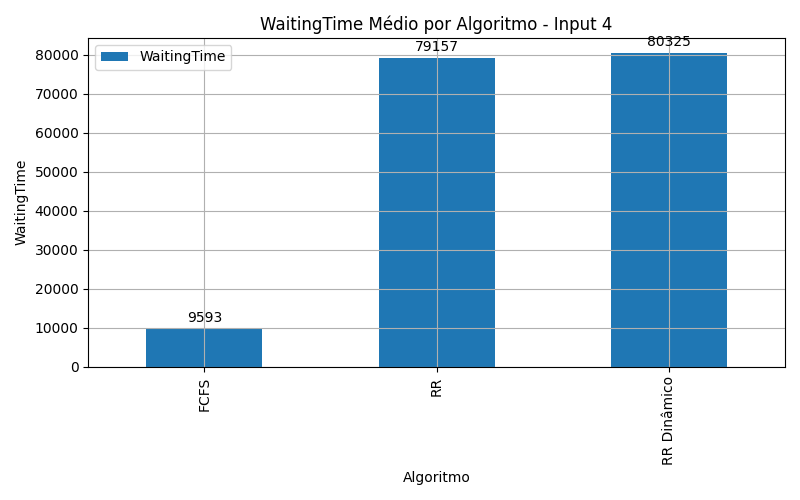 WaitingTime Médio por Algoritmo - Input 4
WaitingTime
80000
70000
60000
50000
40000
30000
20000
10000
0
WaitingTime
9593
79157
80325
FCFS
RR
RR Dinâmico
Algoritmo